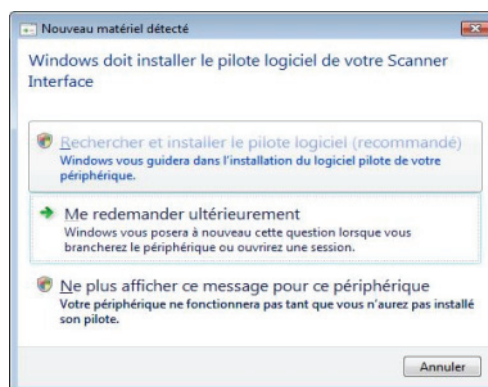 Nouveau matériel détecté
Windows doit installer le pilote logiciel de votre Scanner
Interface
Rechercher et installer le pilote logiciel (recommandé)
Windows vous guidera dans l'installation du logiciel pilote de votre
périphérique.
Me redemander ultérieurement
Windows vous posera à nouveau cette question lorsque vous
brancherez le périphérique ou ouvrirez une session.
Ne plus afficher ce message pour ce périphérique
Votre périphérique ne fonctionnera pas tant que vous n'aurez pas installé
son pilote.
Annuler